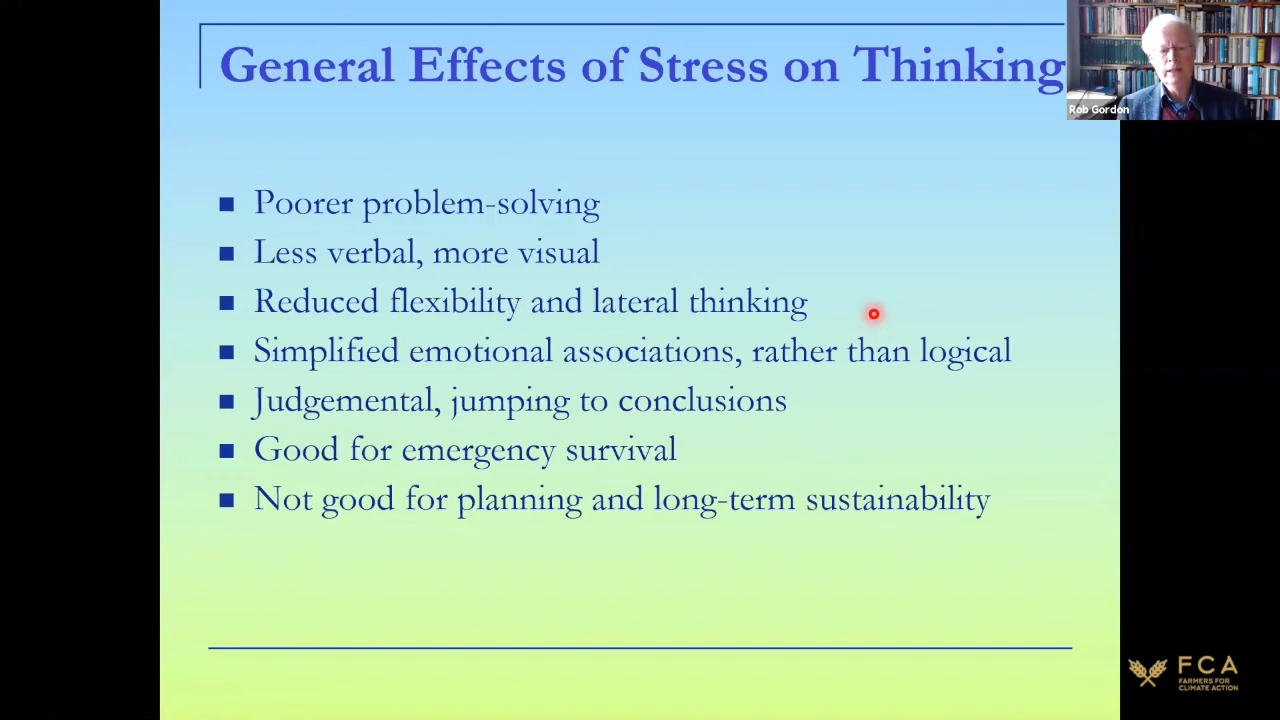 General Effects of Stress on Thinking
Rob Gordon
Poorer problem-solving
Less verbal, more visual
Reduced flexibility and lateral thinking
Simplified emotional associations, rather than logical
Judgemental, jumping to conclusions
Good for emergency survival
Not good for planning and long-term sustainability
FCA
FARMERS FOR
CLIMATE ACTION